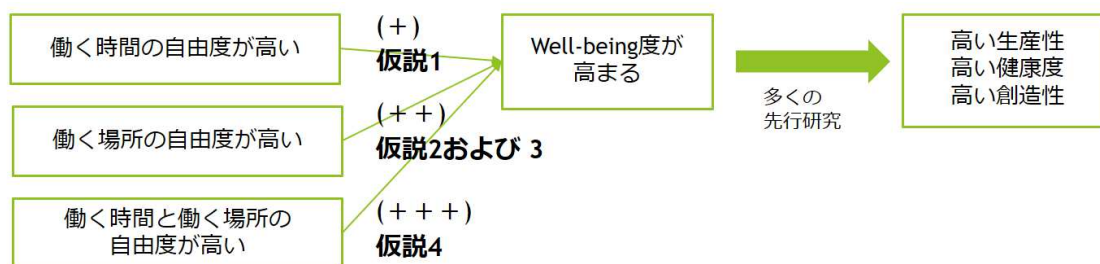 働く時間の自由度が高い
(+)
仮説1
働く場所の自由度が高い
(++)
仮説2および 3
働く時間と働く場所の
自由度が高い
(+++)
仮説4
Well-being度が
高まる
多くの
先行研究
高い生産性
高い健康度
高い創造性